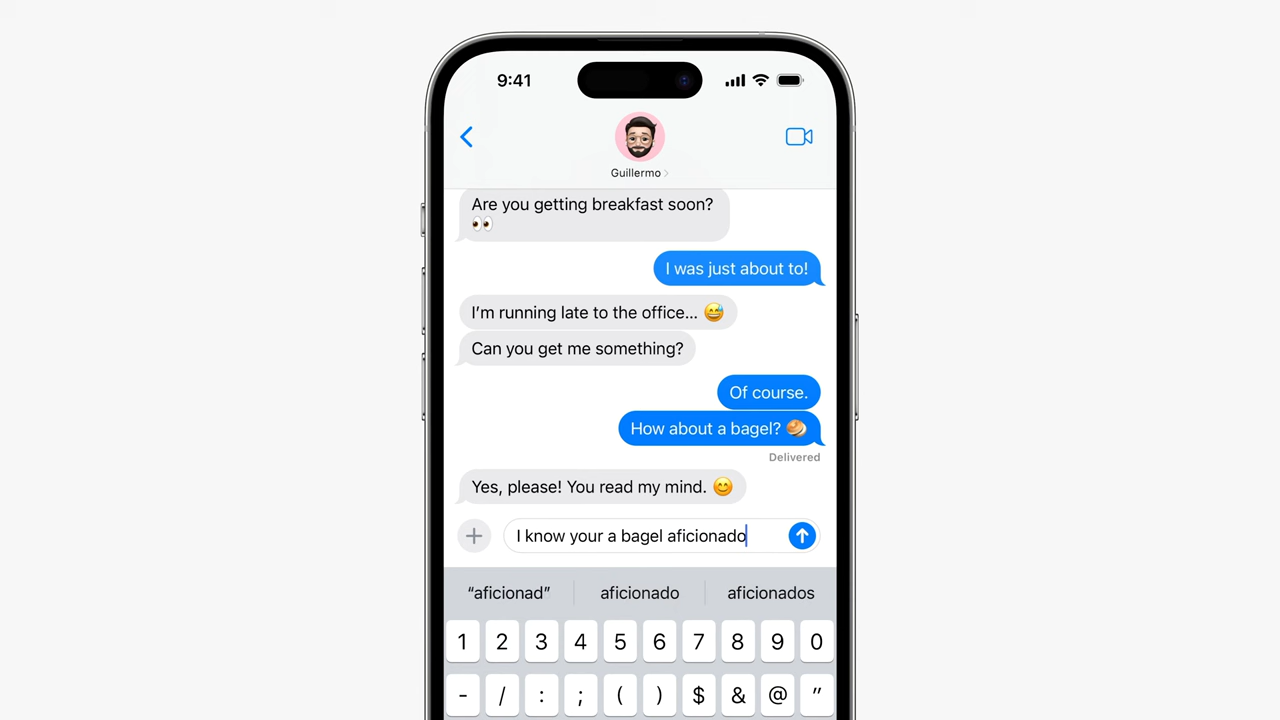 9:41
Guillermo
Are you getting breakfast soon?
👀
I was just about to!
I’m running late to the office... 😅
Can you get me something?
Of course.
How about a bagel? 🥯
Delivered
Yes, please! You read my mind. 😊
I know your a bagel aficionado
“aficionad” aficionado aficionados
1 2 3 4 5 6 7 8 9 0
- / : ; ( ) $ & @ ”